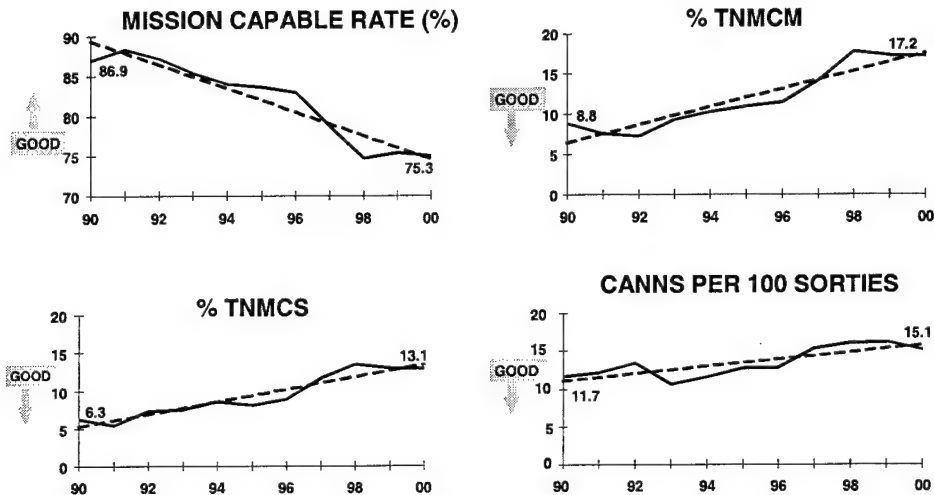 MISSION CAPABLE RATE (%)
90
85
80
75
70
86.9
75.3
GOOD
90 92 94 96 98 00
% TNMCM
20
15
10
5
0
8.8
17.2
GOOD
90 92 94 96 98 00
% TNMCS
20
15
10
5
0
6.3
13.1
GOOD
90 92 94 96 98 00
CANNS PER 100 SORTIES
20
15
10
5
0
11.7
15.1
GOOD
90 92 94 96 98 00